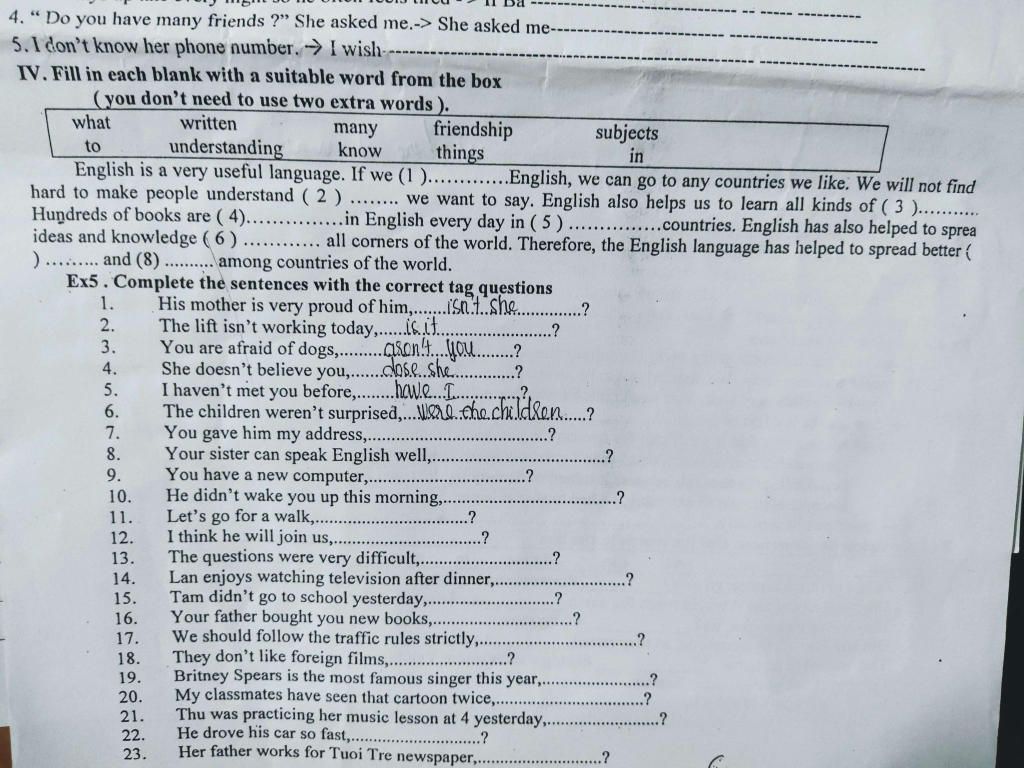 4. “ Do you have many friends ?” She asked me.-> She asked me---------------------------- ------------------------
5. I don't know her phone number. → I wish-------------------------------------------------------- ---------------------------
IV. Fill in each blank with a suitable word from the box
( you don't need to use two extra words ).
what written many friendship subjects
to understanding know things in
English is a very useful language. If we (1 ).............English, we can go to any countries we like. We will not find
hard to make people understand ( 2 ) ........ we want to say. English also helps us to learn all kinds of ( 3 )...........
Hundreds of books are ( 4)................in English every day in ( 5 ) ...............countries. English has also helped to sprea
ideas and knowledge ( 6 ) ............ all corners of the world. Therefore, the English language has helped to spread better (
) ......... and (8) .........among countries of the world.
Ex5 . Complete the sentences with the correct tag questions
1. His mother is very proud of him,.......isn't..she.............?
2. The lift isn't working today,......is it........................?
3. You are afraid of dogs,.........aren't...you........?
4. She doesn't believe you,.......dose.she..............?
5. I haven't met you before,........have..I..............?
6. The children weren't surprised,...were the children.....?
7. You gave him my address,....................................?
8. Your sister can speak English well,...................................?
9. You have a new computer,...............................?
10. He didn't wake you up this morning,...................................?
11. Let's go for a walk,..............................?
12. I think he will join us,..............................?
13. The questions were very difficult,..........................?
14. Lan enjoys watching television after dinner,..........................?
15. Tam didn't go to school yesterday,..........................?
16. Your father bought you new books,............................?
17. We should follow the traffic rules strictly,................................?
18. They don't like foreign films,........................?
19. Britney Spears is the most famous singer this year,......................?
20. My classmates have seen that cartoon twice,..............................?
21. Thu was practicing her music lesson at 4 yesterday,.......................?
22. He drove his car so fast,..........................?
23. Her father works for Tuoi Tre newspaper,.........................?